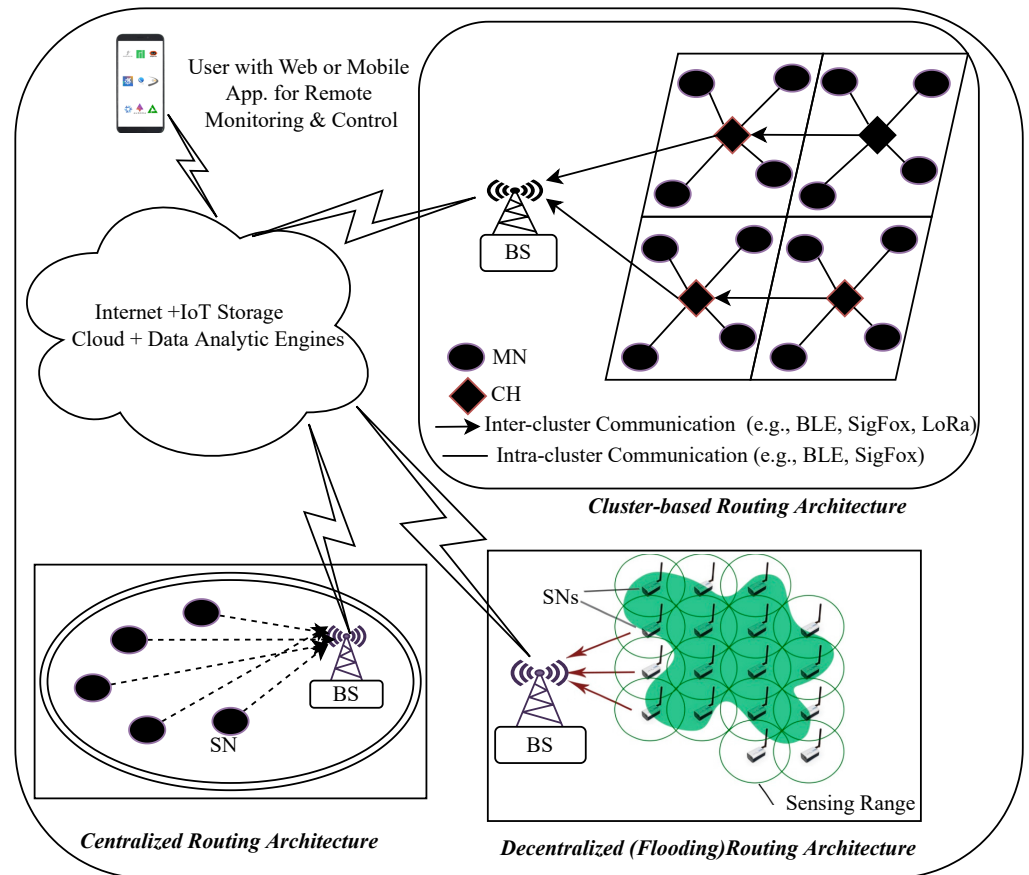 User with Web or Mobile
App. for Remote
Monitoring & Control
BS
Internet +IoT Storage
Cloud + Data Analytic Engines
MN
CH
Inter-cluster Communication (e.g., BLE, SigFox, LoRa)
Intra-cluster Communication (e.g., BLE, SigFox)
Cluster-based Routing Architecture
BS
SN
Centralized Routing Architecture
SNs
BS
Sensing Range
Decentralized (Flooding)Routing Architecture